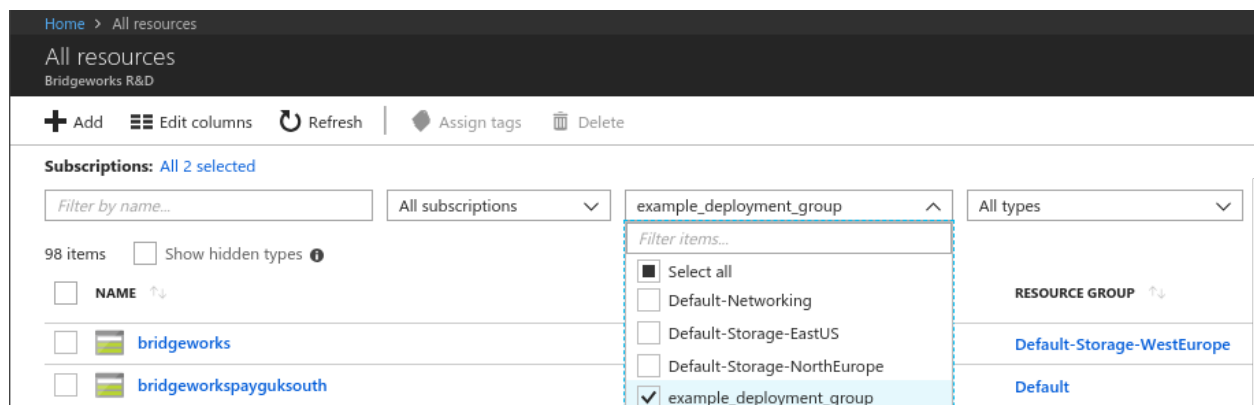 Home > All resources
All resources
Bridgeworks R&D
Add Edit columns Refresh Assign tags Delete
Subscriptions: All 2 selected
Filter by name... All subscriptions example_deployment_group All types
Filter items...
98 items Show hidden types
Select all
NAME Default-Networking RESOURCE GROUP
Default-Storage-EastUS
bridgeworks Default-Storage-WestEurope
Default-Storage-NorthEurope
bridgeworkspayguksouth Default
example_deployment_group